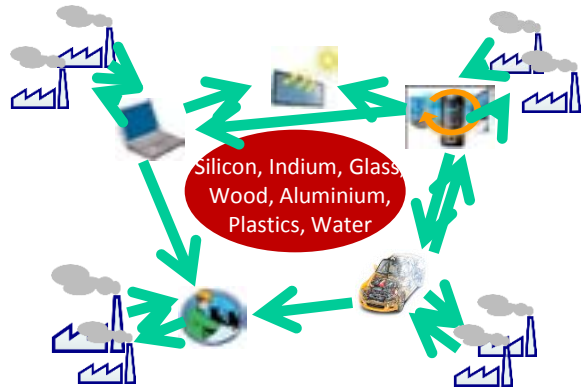 Silicon, Indium, Glass,
Wood, Aluminium,
Plastics, Water